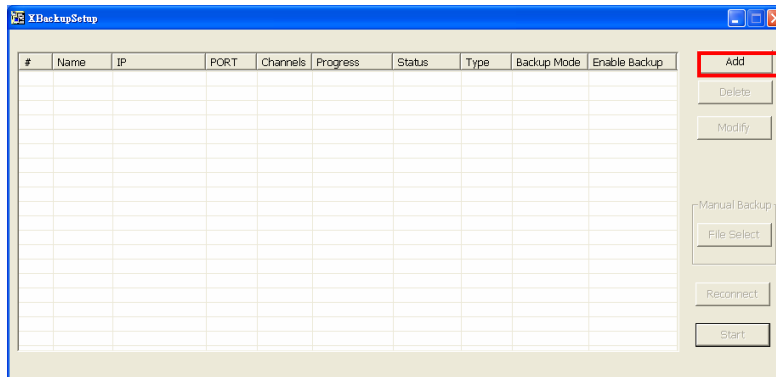 XBackupSetup
# Name IP PORT Channels Progress Status Type Backup Mode Enable Backup
Add
Delete
Modify
Manual Backup
File Select
Reconnect
Start